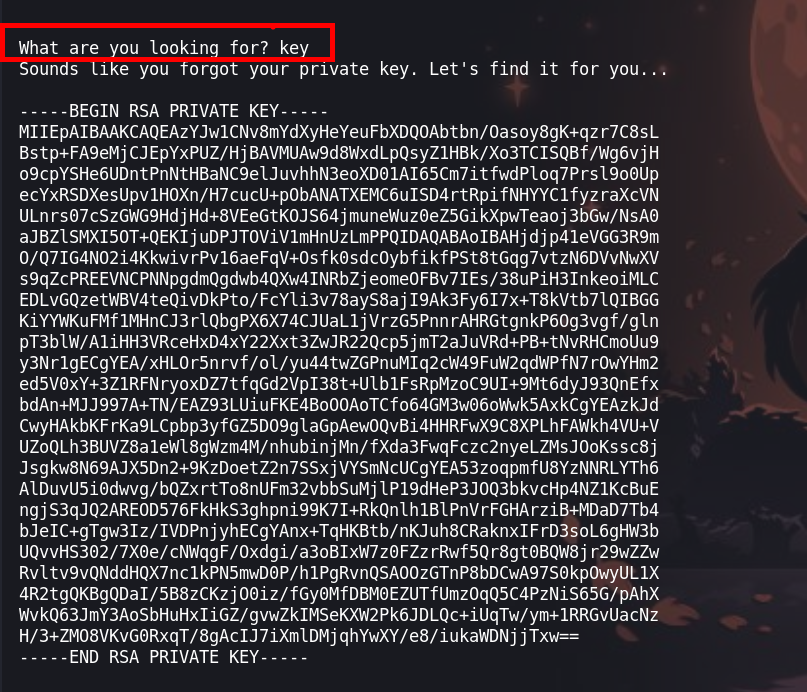 What are you looking for? key
Sounds like you forgot your private key. Let's find it for you...
-----BEGIN RSA PRIVATE KEY-----
MIIEpAIBAAKCAQEAzYJw1CNv8mYdXyHeYeuFbXDQOAbtbn/Oasoy8gK+qzr7C8sL
Bstp+FA9eMjCJEpYxPUZ/HjBAVMUAw9d8WxdLpQsyZ1HBk/Xo3TCISQBf/Wg6vjH
o9cpYSHe6UDntPnNtHBaNC9elJuvhhN3eoXD01AI65Cm7itfwdPloq7Prsl9o0Up
ecYxRSDXesUpv1HOXn/H7cucU+pObANATXEMC6uISD4rtRpifNHYYC1fyzraXcVN
ULnrs07cSzGWG9HdjHd+8VEeGtKOJS64jmuneWuz0eZ5GikXpwTeaoj3bGw/NsA0
aJBZlSMXI5OT+QEKIjuDPJTOViV1mHnUzLmPPQIDAQABAoIBAHjdjp41eVGG3R9m
O/Q7IG4NO2i4KkwivrPv16aeFqV+Osfk0sdcOybfikfPSt8tGqg7vtzN6DVvNwXV
s9qZcPREEVNCPNNpgdmQgdwb4QXw4INRbZjeomeOFBv7IEs/38uPiH3InkeoiMLC
EDLvGQzetWBV4teQivDkPto/FcYli3v78ayS8ajI9Ak3Fy6I7x+T8kVtb7lQIBGG
KiYYWKuFMf1MHnCJ3rlQbgPX6X74CJUaL1jVrzG5PnnrAHRGtgnkP6Og3vgf/gln
pT3blW/A1iHH3VRceHxD4xY22Xxt3ZwJR22Qcp5jmT2aJuVRd+PB+tNvRHCmoUu9
y3Nr1gECgYEA/xHLOr5nrvf/ol/yu44twZGPnuMIq2cW49FuW2qdWPfN7rOwYHm2
ed5V0xY+3Z1RFNryoxDZ7tfqGd2VpI38t+Ulb1FsRpMzoC9UI+9Mt6dyJ93QnEfx
bdAn+MJJ997A+TN/EAZ93LUiuFKE4BoOOAoTCfo64GM3w06oWwk5AxkCgYEAzkJd
CwyHAkbKFrKa9LCpbp3yfGZ5DO9glaGpAewOQvBi4HHRFwX9C8XPLhFAWkh4VU+V
UZoQLh3BUVZ8a1eWl8gWzm4M/nhubinjMn/fXda3FwqFczc2nyeLZMsJOoKssc8j
Jsgkw8N69AJX5Dn2+9KzDoetZ2n7SSxjVYSmNcUCgYEA53zoqpmfU8YzNNRLYTh6
AlDuvU5i0dwvg/bQZxrtTo8nUFm32vbbSuMjlP19dHeP3JOQ3bkvcHp4NZ1KcBuE
ngjS3qJQ2AREOD576FkHkS3ghpni99K7I+RkQnlh1BlPnVrFGHArziB+MDaD7Tb4
bJeIC+gTgw3Iz/IVDPnjyhECgYAnx+TqHKBtb/nKJuh8CRaknxIFrD3soL6gHW3b
UQvvHS302/7X0e/cNWqgF/Oxdgi/a3oBIxW7z0FZzrRwf5Qr8gt0BQW8jr29wZZw
Rvltv9vQNddHQX7nc1kPN5mwD0P/h1PgRvnQSAOOzGTnP8bDCwA97S0kpOwyUL1X
4R2tgQKBgQDaI/5B8zCKzjO0iz/fGy0MfDBM0EZUTfUmzOqQ5C4PzNiS65G/pAhX
WvkQ63JmY3AoSbHuHxIiGZ/gvwZkIMSeKXW2Pk6JDLQc+iUqTw/ym+1RRGvUacNz
H/3+ZMO8VKvG0RxqT/8gAcIJ7iXmlDMjqhYwXY/e8/iukaWDNjjTxw==
-----END RSA PRIVATE KEY-----